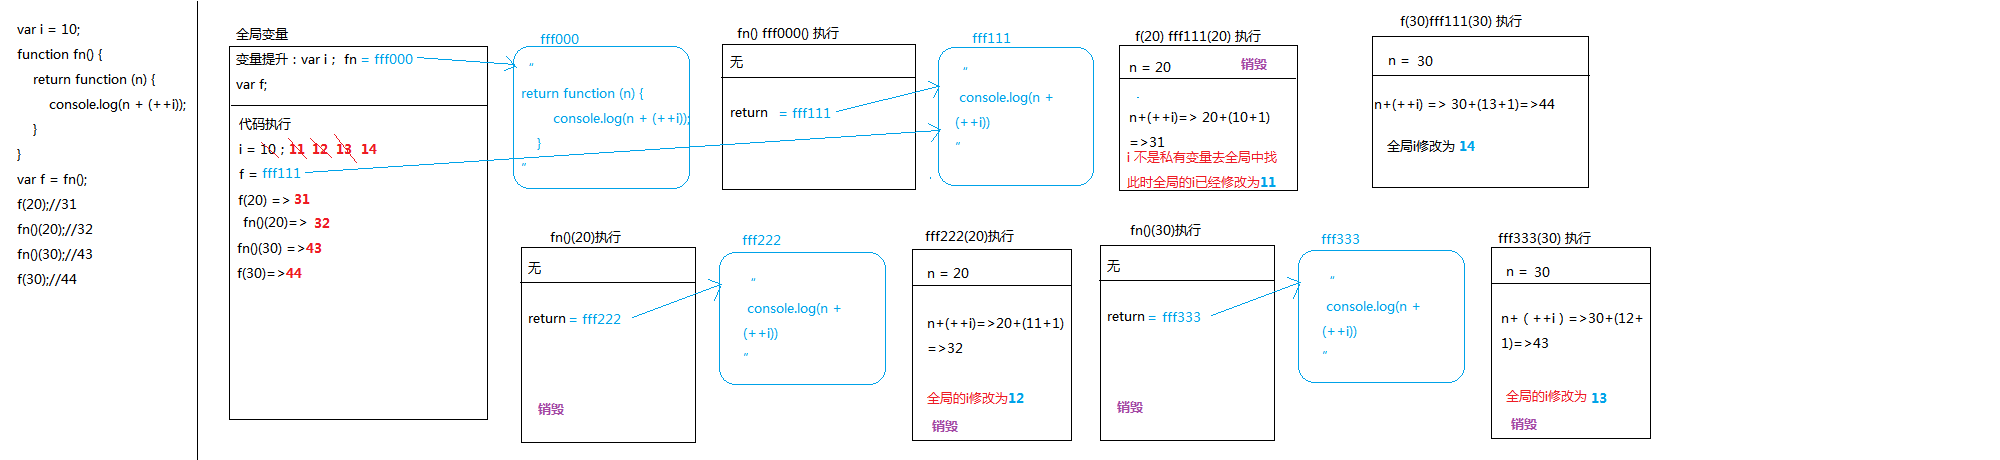 var i = 10;
function fn() {
return function (n) {
console.log(n + (++i));
}
}
var f = fn();
f(20);//31
fn()(20);//32
fn()(30);//43
f(30);//44
全局变量
变量提升：var i； fn = fff000
var f;
代码执行
i = 10 ; 11 12 13 14
f = fff111
f(20) => 31
fn()(20)=> 32
fn()(30) =>43
f(30)=>44
fff000
“
return function (n) {
console.log(n + (++i));
}
”
fn() fff000() 执行
无
return = fff111
fff111
“
console.log(n +
(++i))
”
f(20) fff111(20) 执行
n = 20 销毁
n+(++i)=> 20+(10+1)
=>31
i 不是私有变量去全局中找
此时全局的i已经修改为11
f(30)fff111(30) 执行
n = 30
n+(++i) => 30+(13+1)=>44
全局i修改为 14
fn()(20)执行
无
return = fff222
销毁
fff222
“
console.log(n +
(++i))
”
fff222(20)执行
n = 20
n+(++i)=>20+(11+1)
=>32
全局的i修改为12
销毁
fn()(30)执行
无
return = fff333
销毁
fff333
“
console.log(n +
(++i))
”
fff333(30) 执行
n = 30
n+（ ++i ）=>30+(12+
1)=>43
全局的i修改为 13
销毁